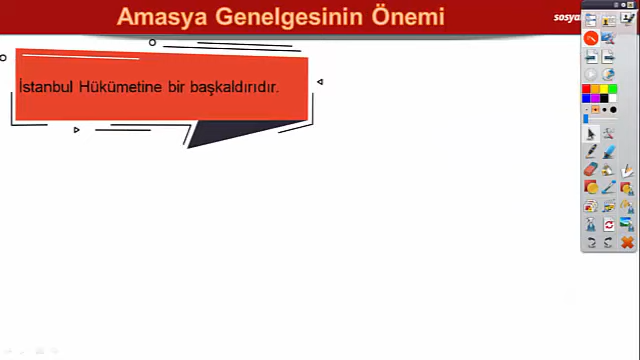 Amasya Genelgesinin Önemi
İstanbul Hükümetine bir başkaldırıdır.